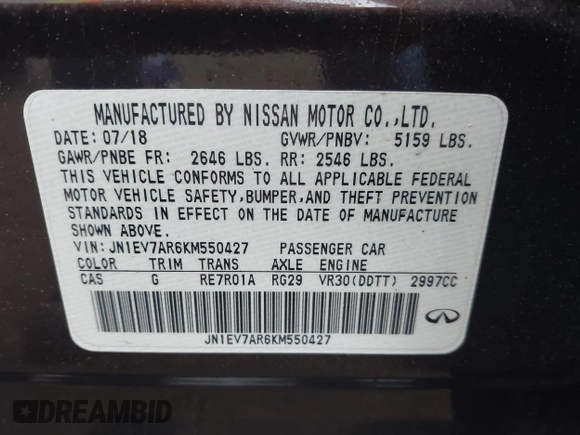 MANUFACTURED BY NISSAN MOTOR CO.,LTD.
DATE: 07/18 GVWR/PNBV: 5159 LBS.
GAWR/PNBE FR: 2646 LBS. RR: 2546 LBS.
THIS VEHICLE CONFORMS TO ALL APPLICABLE FEDERAL
MOTOR VEHICLE SAFETY,BUMPER,AND THEFT PREVENTION
STANDARDS IN EFFECT ON THE DATE OF MANUFACTURE
SHOWN ABOVE.
VIN: JN1EV7AR6KM550427 PASSENGER CAR
COLOR TRIM TRANS AXLE ENGINE
CAS G RE7R01A RG29 VR30(DDTT) 2997CC
JN1EV7AR6KM550427
DREAMBID